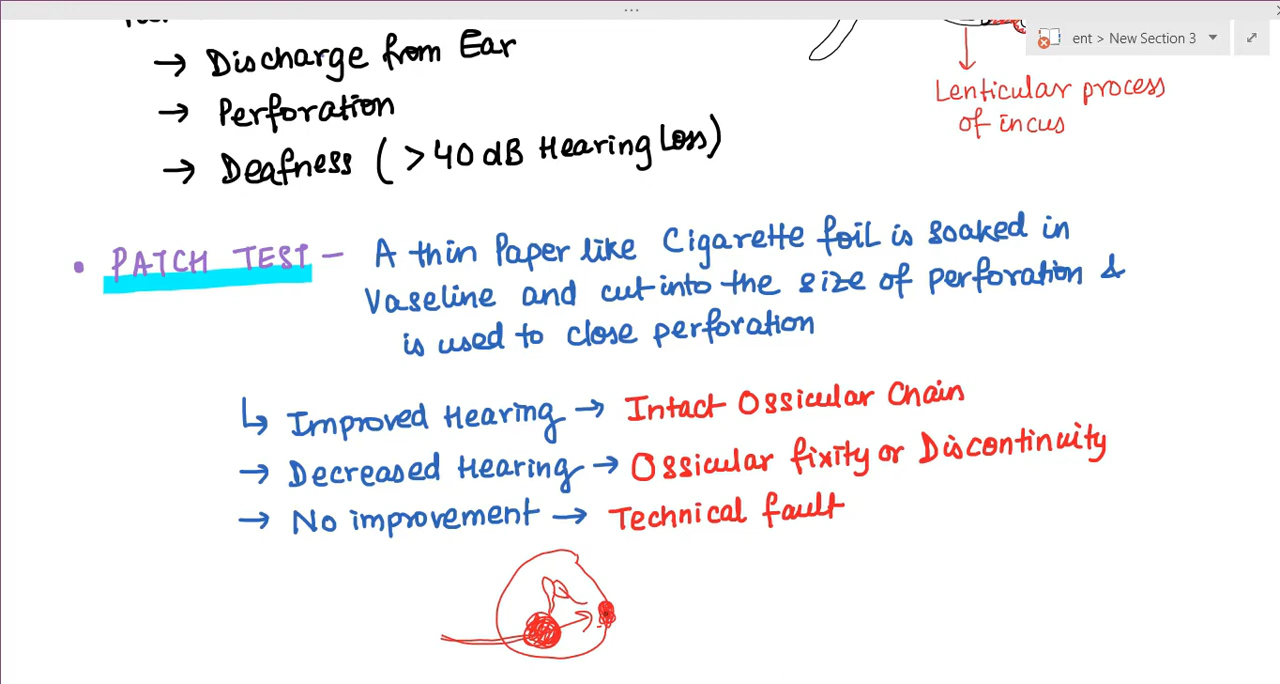 ent > New Section 3
→ Discharge from Ear
→ Perforation
→ Deafness ( >40 dB Hearing Loss)
Lenticular process
of incus
• PATCH TEST – A thin Paper like Cigarette foil is soaked in
Vaseline and cut into the size of perforation &
is used to close perforation
↳ Improved Hearing → Intact Ossicular Chain
→ Decreased Hearing → Ossicular fixity or Discontinuity
→ No improvement → Technical fault